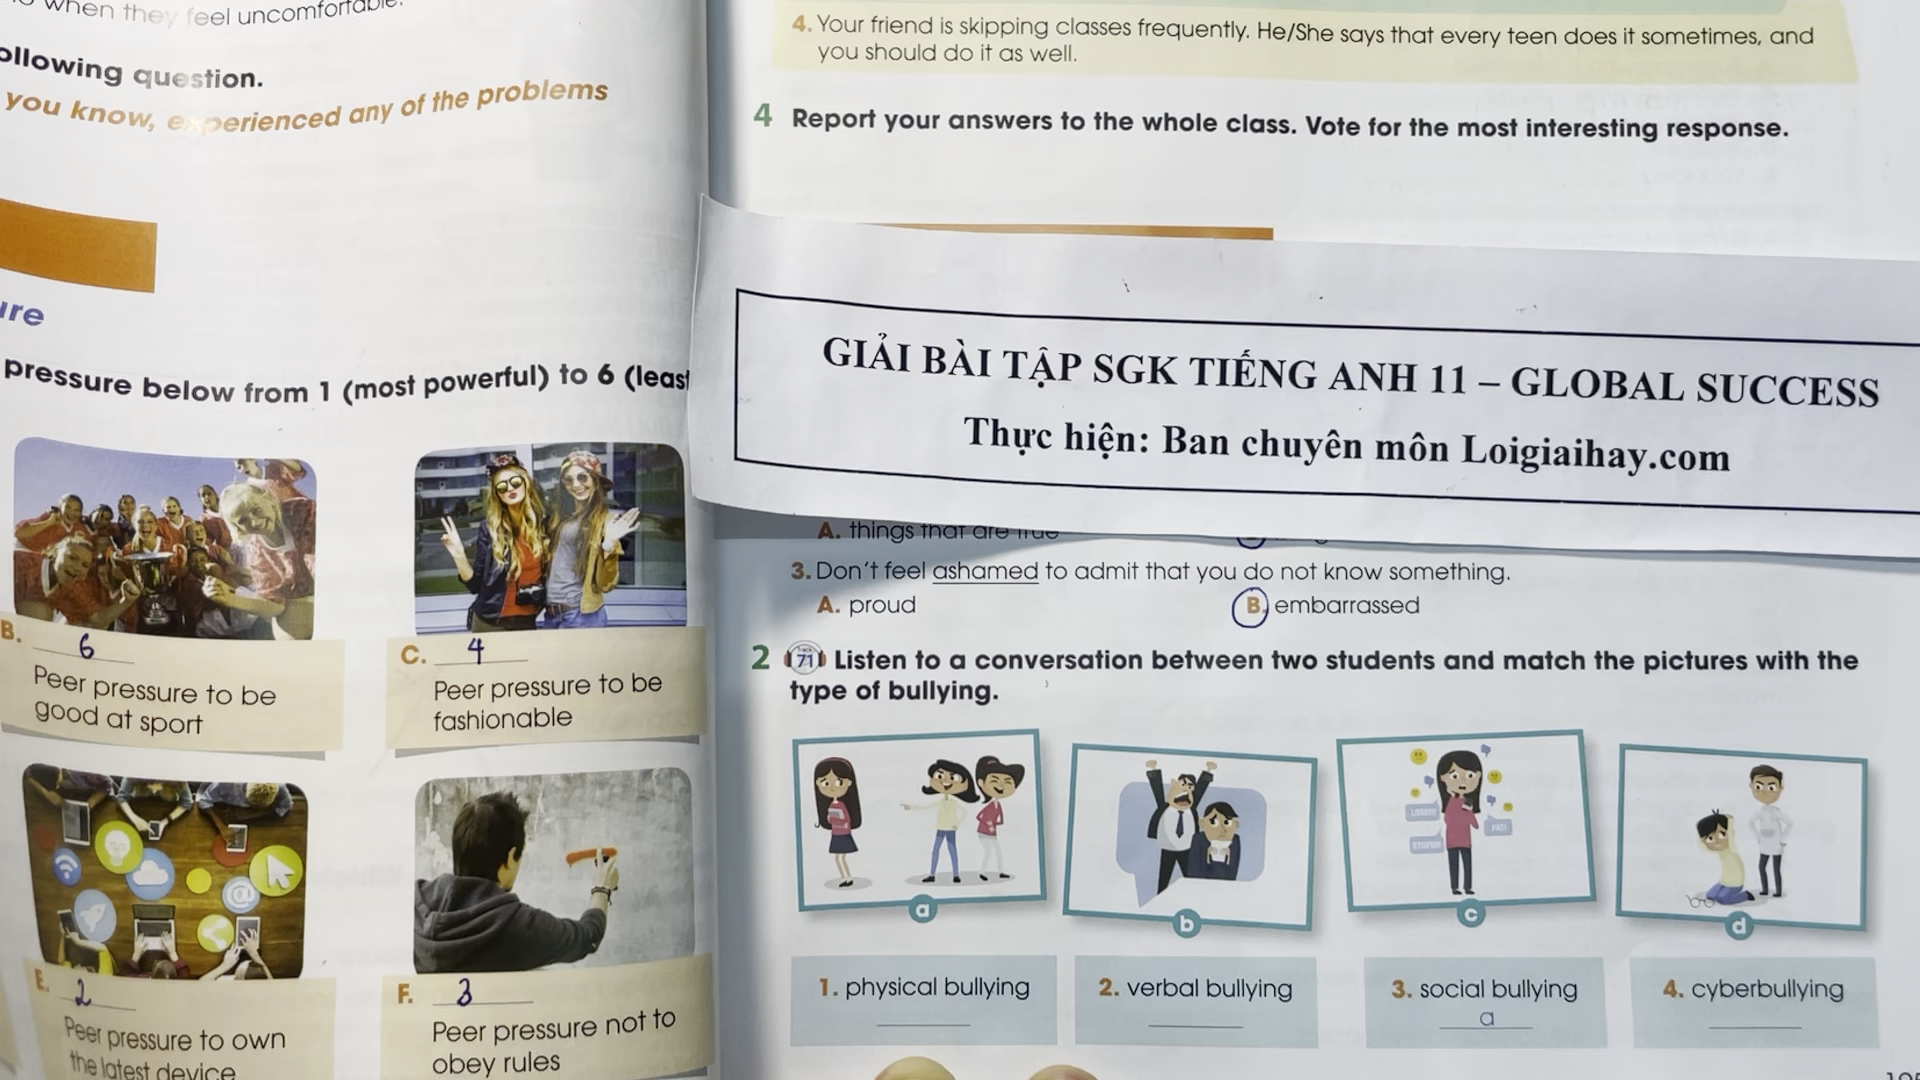 when they feel uncomfortable.
ollowing question.
you know, experienced any of the problems
ure
pressure below from 1 (most powerful) to 6 (least
B. 6
Peer pressure to be
good at sport
C. 4
Peer pressure to be
fashionable
E. 2
Peer pressure to own
the latest device
F. 3
Peer pressure not to
obey rules
4. Your friend is skipping classes frequently. He/She says that every teen does it sometimes, and
you should do it as well.
4 Report your answers to the whole class. Vote for the most interesting response.
GIẢI BÀI TẬP SGK TIẾNG ANH 11 – GLOBAL SUCCESS
Thực hiện: Ban chuyên môn Loigiaihay.com
A. things that are true
3. Don't feel ashamed to admit that you do not know something.
A. proud B. embarrassed
2 71 Listen to a conversation between two students and match the pictures with the
type of bullying.
STUPID!
a b c d
1. physical bullying
2. verbal bullying
3. social bullying
a
4. cyberbullying